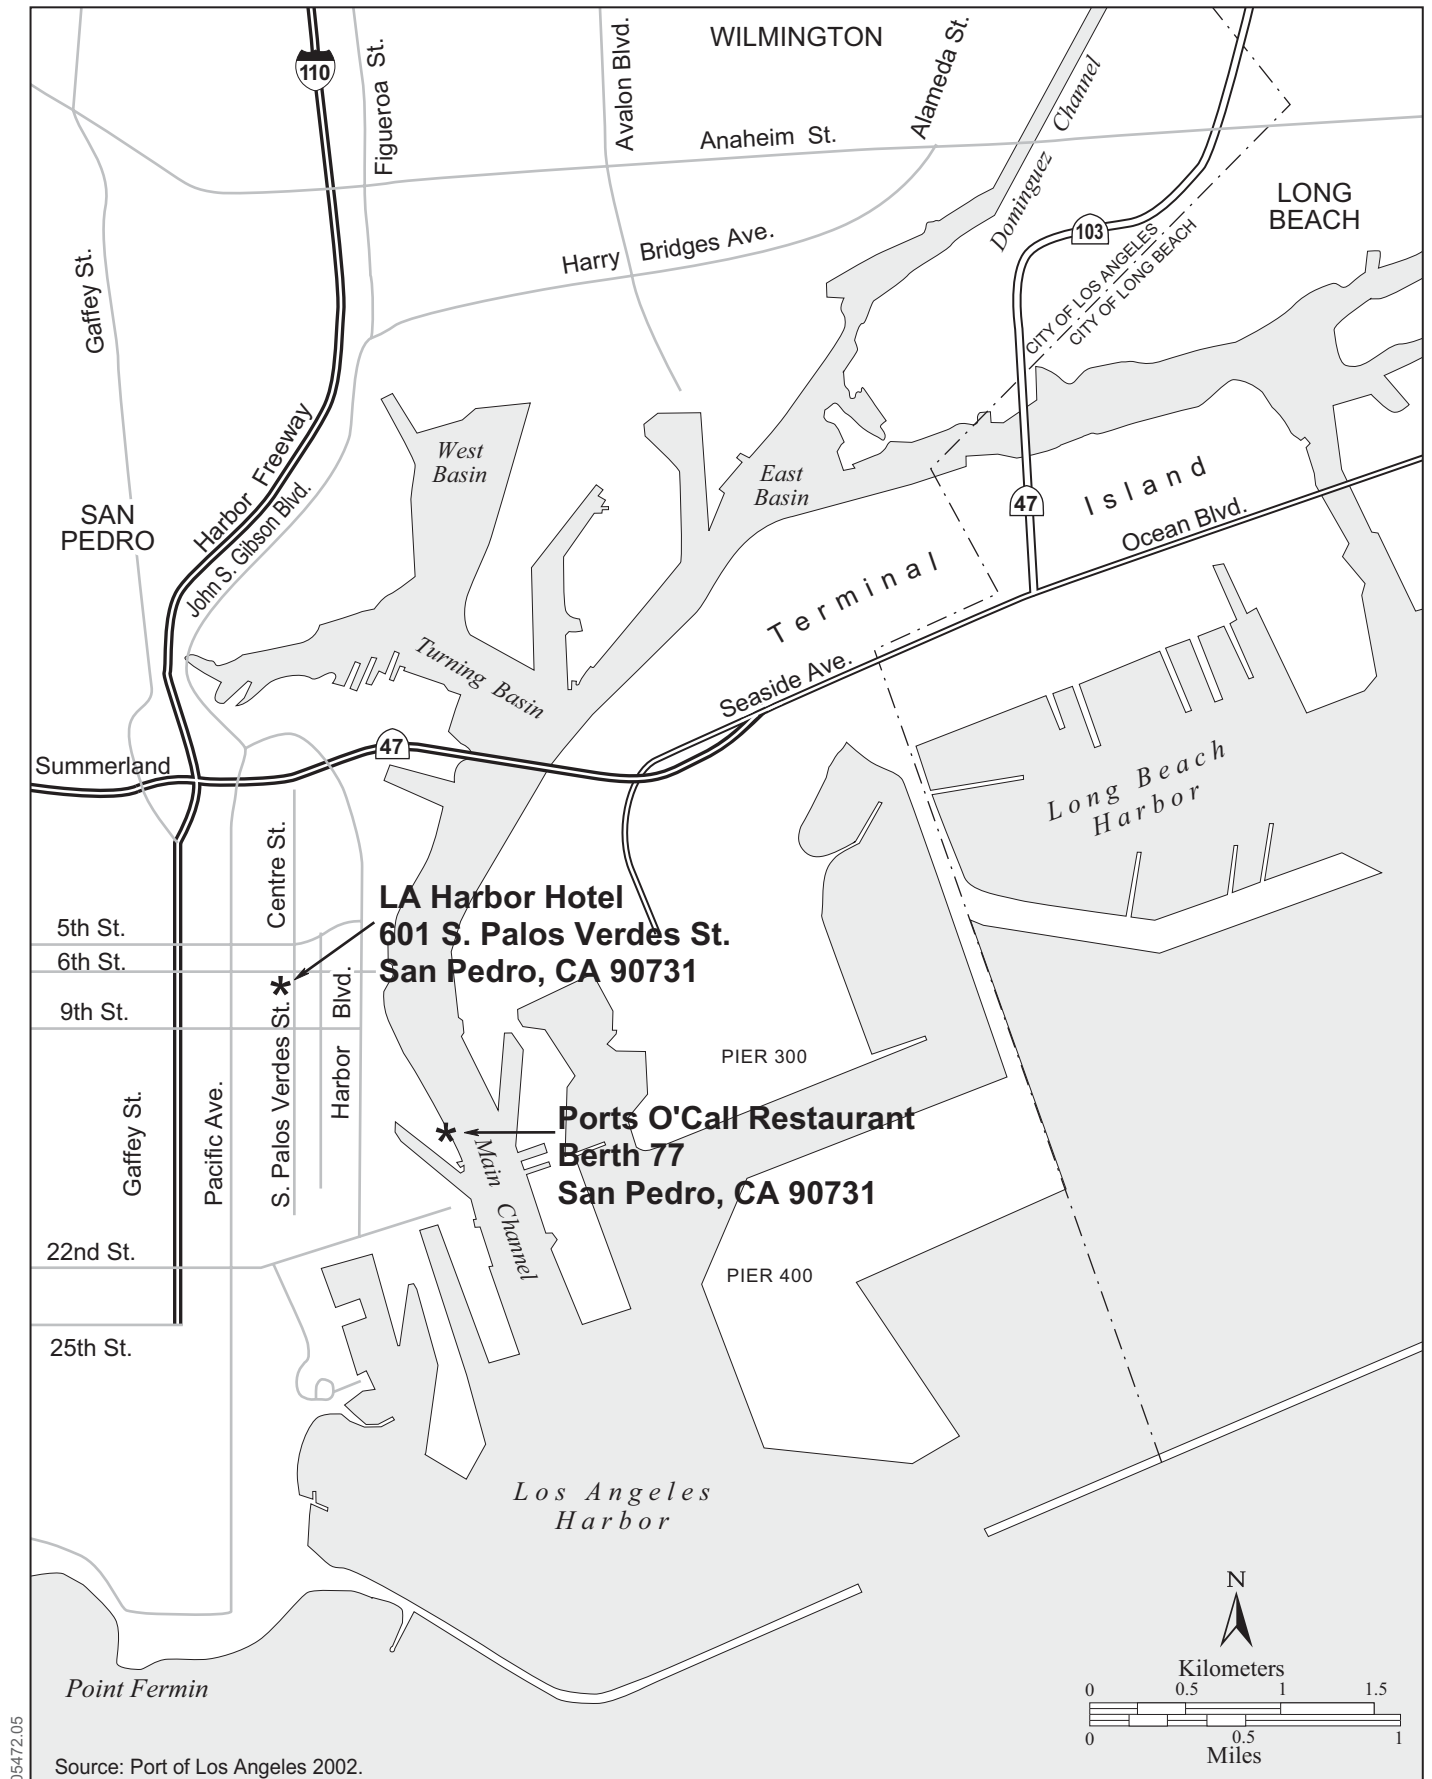 WILMINGTON
110
Figueroa St.
Avalon Blvd.
Alameda St.
Dominguez Channel
Anaheim St.
LONG
BEACH
103
CITY OF LOS ANGELES
CITY OF LONG BEACH
Harry Bridges Ave.
Gaffey St.
Harbor Freeway
John S. Gibson Blvd.
West
Basin
East
Basin
SAN
PEDRO
47
Terminal Island
Ocean Blvd.
Turning Basin
Seaside Ave.
47
Summerland
Long Beach
Harbor
Centre St.
LA Harbor Hotel
601 S. Palos Verdes St.
San Pedro, CA 90731
5th St.
6th St.
*
9th St.
S. Palos Verdes St.
Harbor Blvd.
Gaffey St.
Pacific Ave.
PIER 300
*
Ports O'Call Restaurant
Berth 77
San Pedro, CA 90731
Main Channel
22nd St.
PIER 400
25th St.
Los Angeles
Harbor
N
Kilometers
0 0.5 1 1.5
0 0.5 1
Miles
Point Fermin
05472.05
Source: Port of Los Angeles 2002.